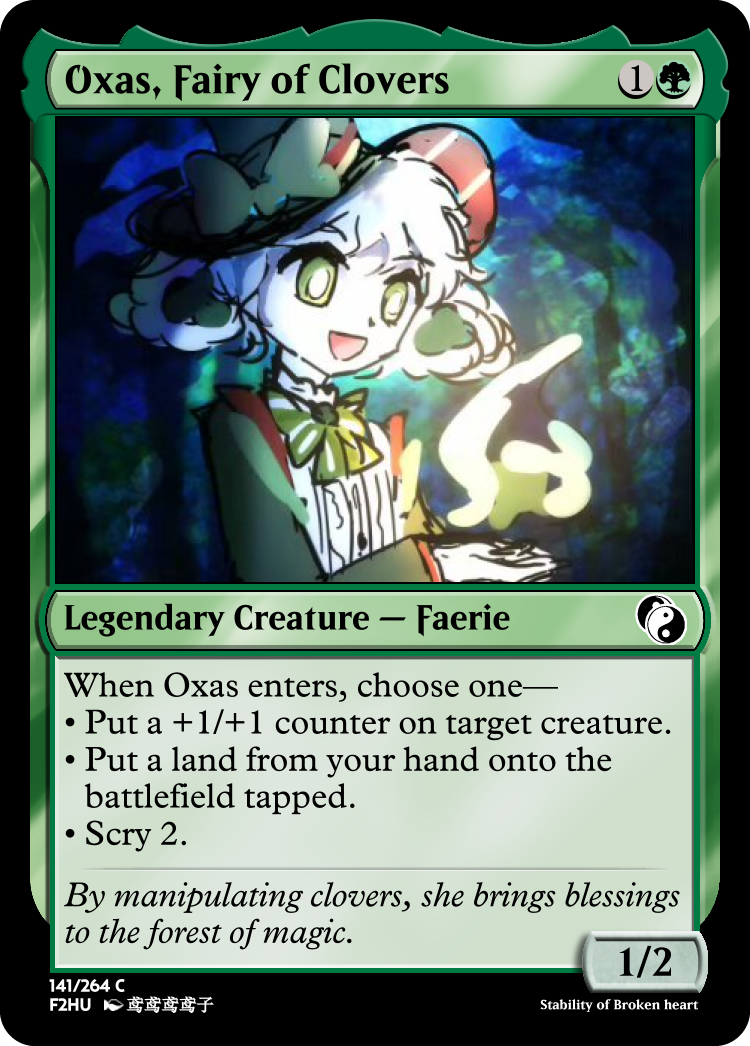 Oxas, Fairy of Clovers 1
Legendary Creature — Faerie
When Oxas enters, choose one—
• Put a +1/+1 counter on target creature.
• Put a land from your hand onto the
battlefield tapped.
• Scry 2.
By manipulating clovers, she brings blessings
to the forest of magic.
1/2
141/264 C
F2HU 鸢鸢鸢鸢子
Stability of Broken heart